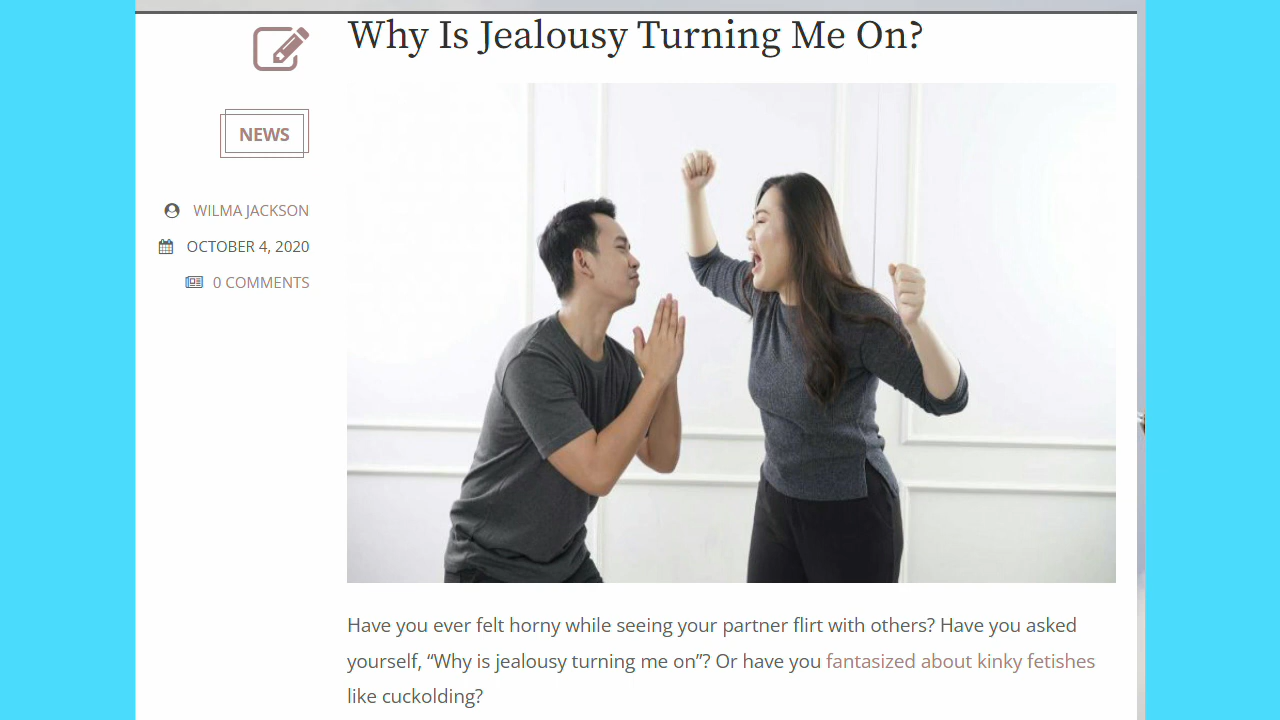 Why Is Jealousy Turning Me On?
NEWS
WILMA JACKSON
OCTOBER 4, 2020
0 COMMENTS
Have you ever felt horny while seeing your partner flirt with others? Have you asked
yourself, “Why is jealousy turning me on”? Or have you fantasized about kinky fetishes
like cuckolding?